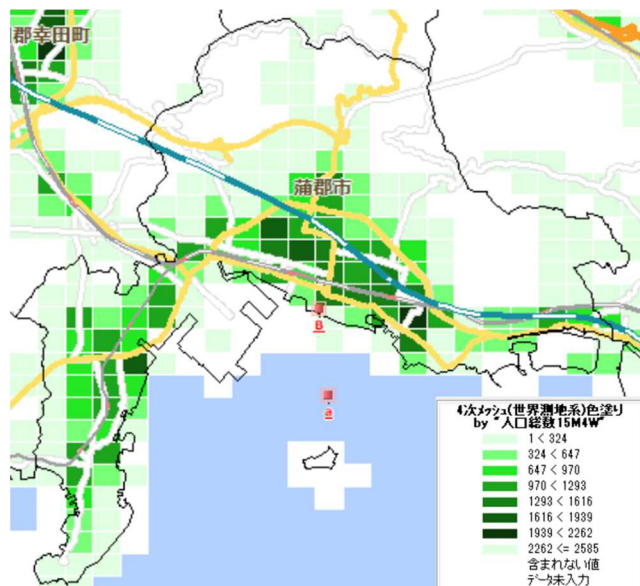 郡幸田町
蒲郡市
B
a
4次メッシュ(世界測地系)色塗り
by "人口総数15M4W"
1 < 324
324 < 647
647 < 970
970 < 1293
1293 < 1616
1616 < 1939
1939 < 2262
2262 <= 2585
含まれない値
データ未入力